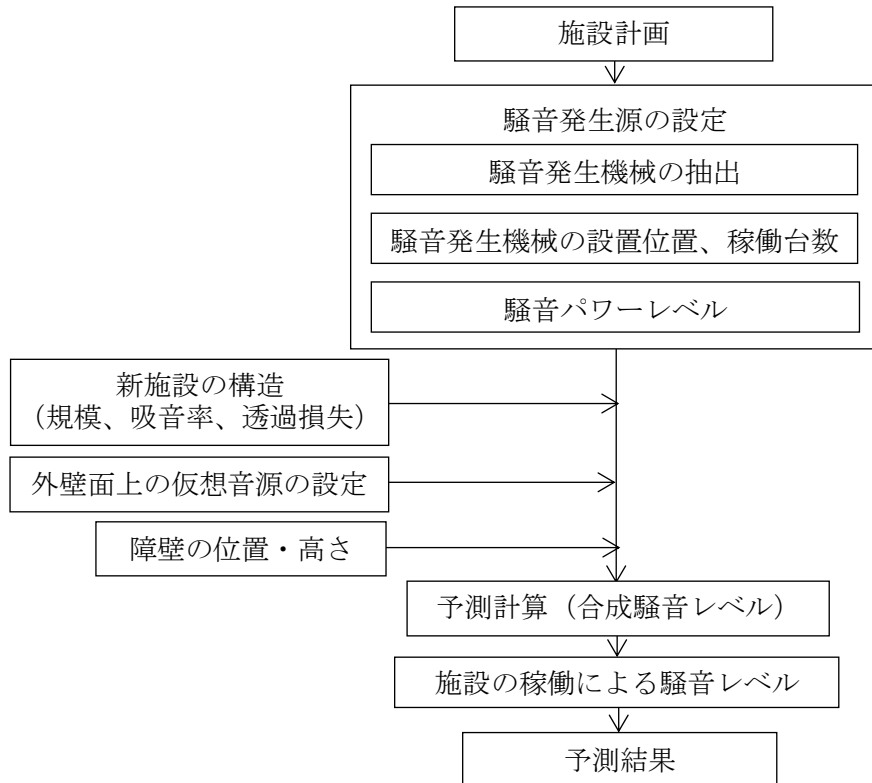 施設計画
騒音発生源の設定
騒音発生機械の抽出
騒音発生機械の設置位置、稼働台数
騒音パワーレベル
新施設の構造
（規模、吸音率、透過損失）
外壁面上の仮想音源の設定
障壁の位置・高さ
予測計算（合成騒音レベル）
施設の稼働による騒音レベル
予測結果